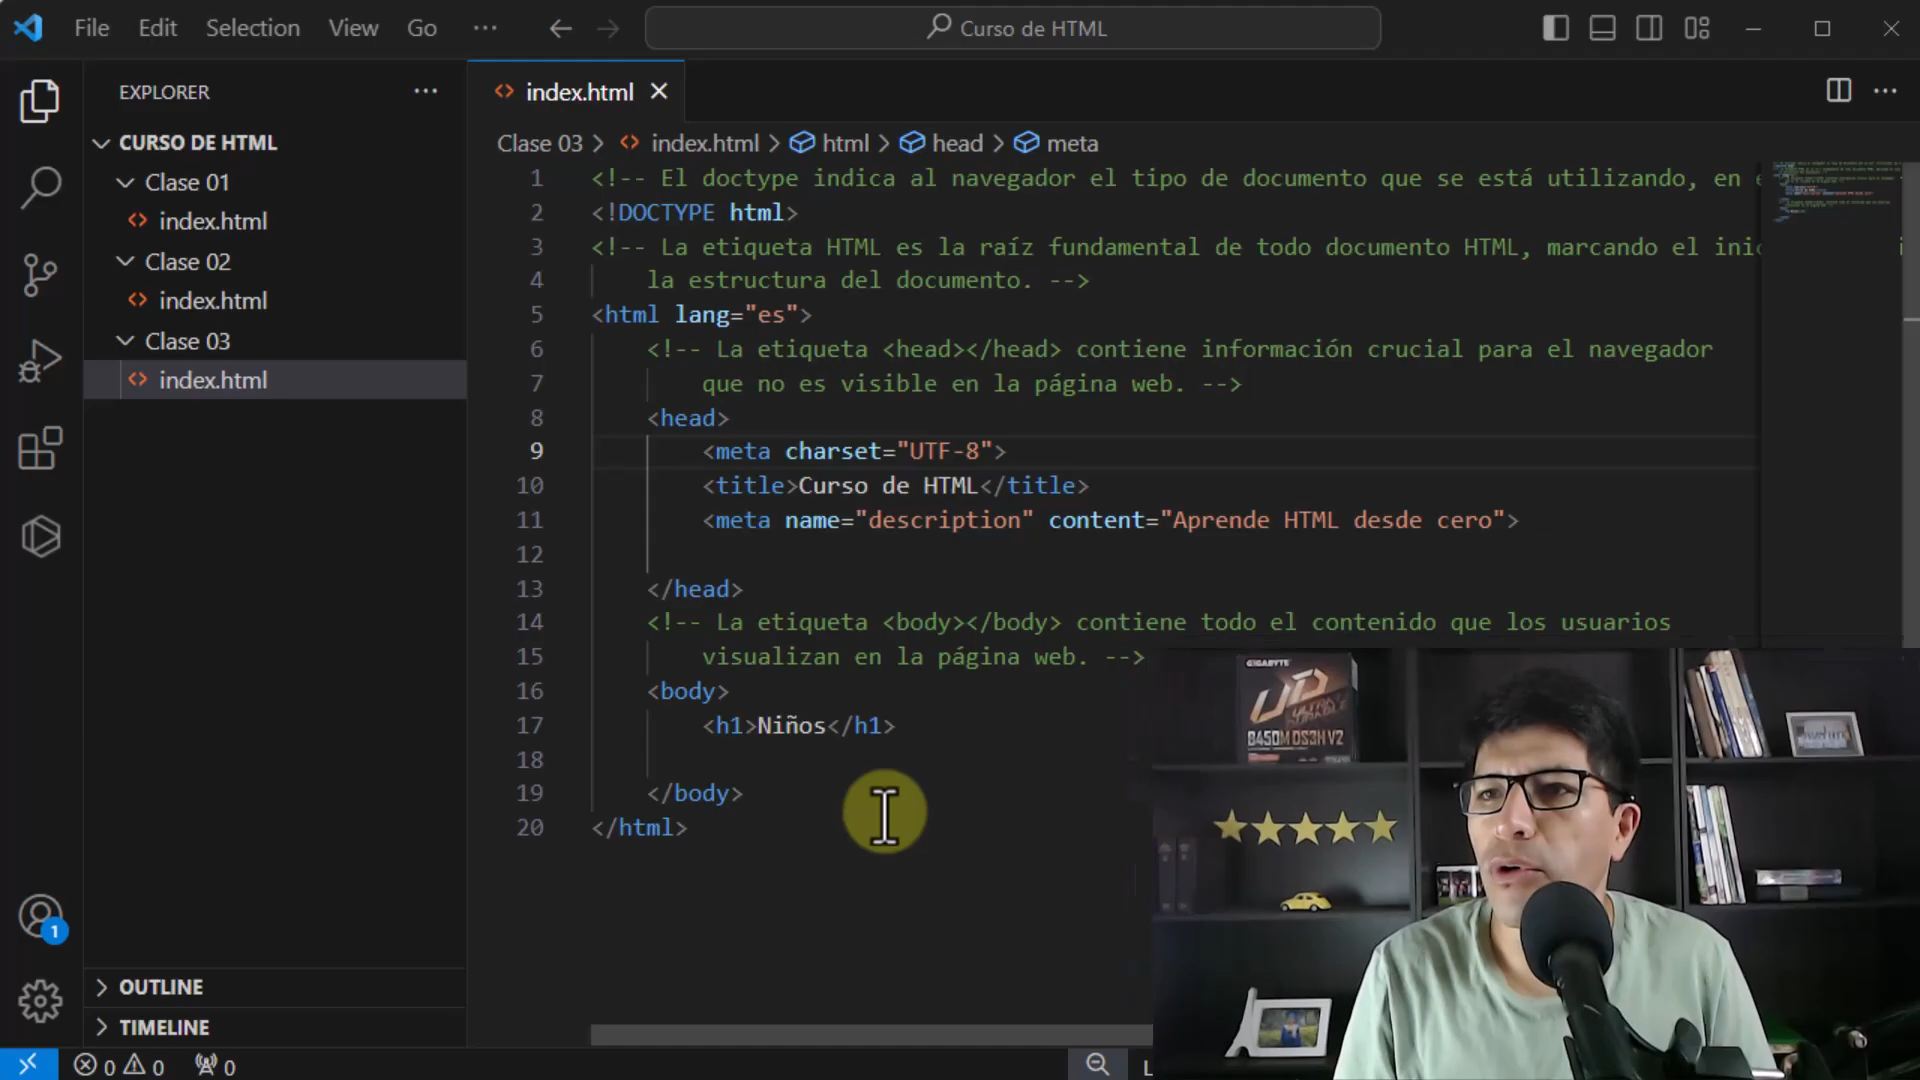 File Edit Selection View Go ···
Curso de HTML
EXPLORER ···
CURSO DE HTML
Clase 01
index.html
Clase 02
index.html
Clase 03
index.html
OUTLINE
TIMELINE
1
index.html
Clase 03 > index.html > html > head > meta
1 <!-- El doctype indica al navegador el tipo de documento que se está utilizando, en
2 <!DOCTYPE html>
3 <!-- La etiqueta HTML es la raíz fundamental de todo documento HTML, marcando el
4 la estructura del documento. -->
5 <html lang="es">
6 <!-- La etiqueta <head></head> contiene información crucial para el navegador
7 que no es visible en la página web. -->
8 <head>
9 <meta charset="UTF-8">
10 <title>Curso de HTML</title>
11 <meta name="description" content="Aprende HTML desde cero">
12
13 </head>
14 <!-- La etiqueta <body></body> contiene todo el contenido que los usuarios
15 visualizan en la página web. -->
16 <body>
17 <h1>Niños</h1>
18
19 </body>
20 </html>
GIGABYTE
UD
ULTRA DURABLE
B450M DS3H V2
0 0 0